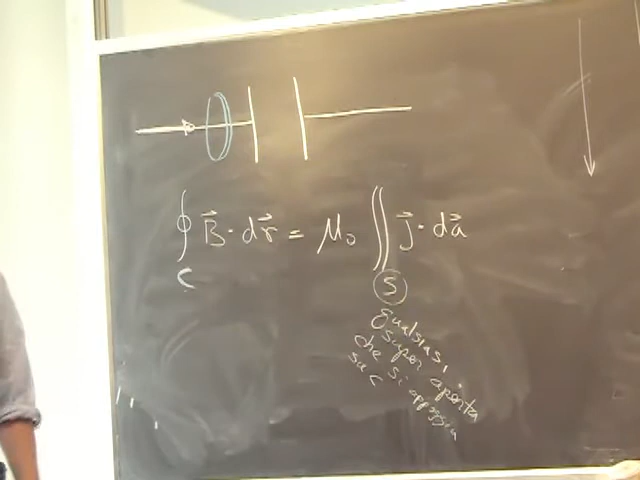 ∮ B⃗ · dr⃗ = μ₀ ∬ J⃗ · da⃗
C S
qualsiasi
super aperta
che si appoggia
su C